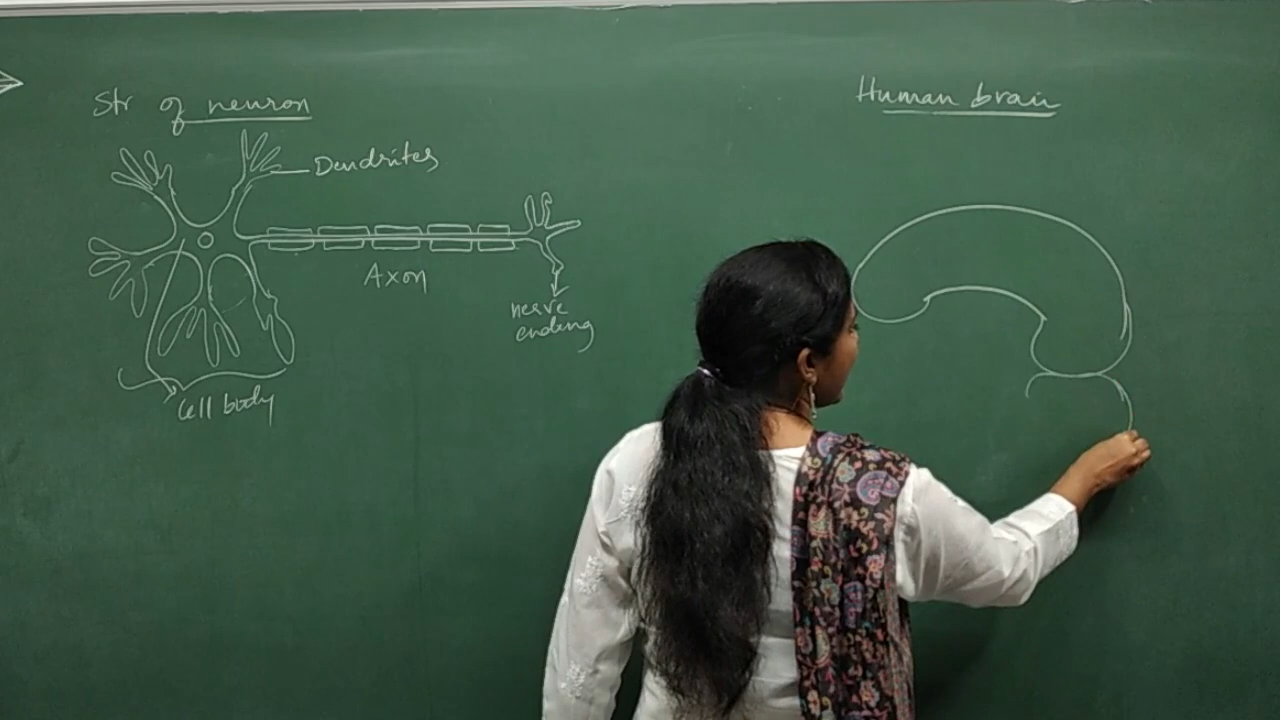 Str of neuron
Dendrites
Axon
nerve
ending
Cell body
Human brain